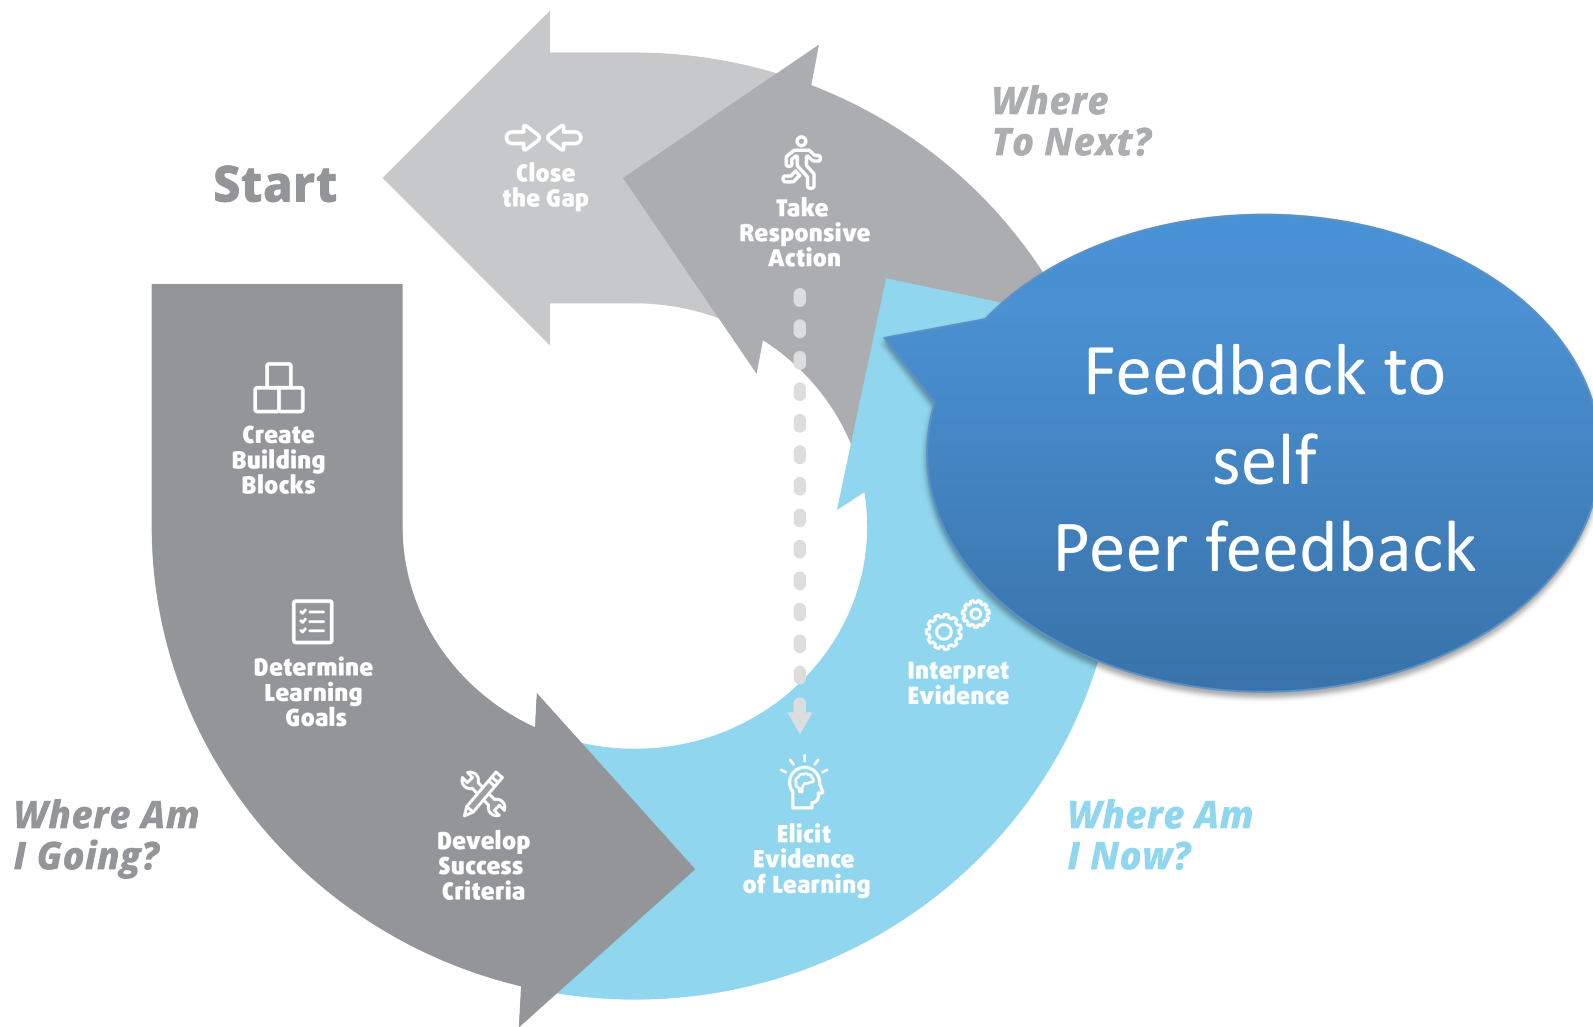 Start
Create
Building
Blocks
Determine
Learning
Goals
Where Am
I Going?
Develop
Success
Criteria
Elicit
Evidence
of Learning
Where Am
I Now?
Interpret
Evidence
Feedback to
self
Peer feedback
Where
To Next?
Take
Responsive
Action
Close
the Gap